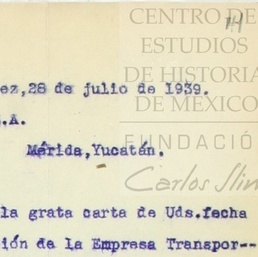 CENTRO DE
ESTUDIOS
DE HISTORIA
DE MÉXICO
FUNDACIÓ
Carlos Slim
ez, 28 de julio de 1939.
.A.
Mérida, Yucatán.
la grata carta de Uds. fecha
ión de la Empresa Transpor--